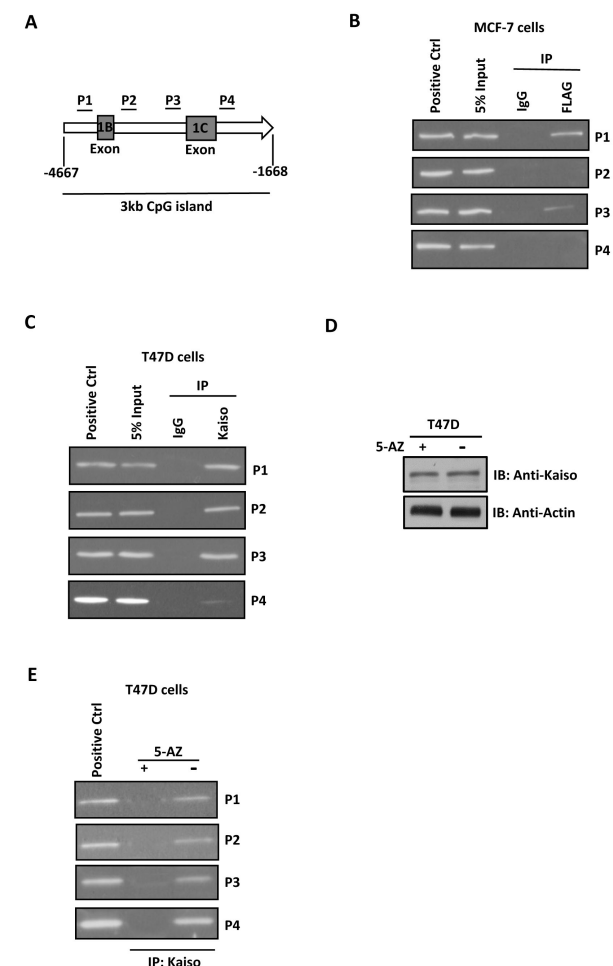 A
P1 P2 P3 P4
1B 1C
Exon Exon
-4667 -1668
3kb CpG island
B
MCF-7 cells
IP
Positive Ctrl 5% Input IgG FLAG
P1
P2
P3
P4
C
T47D cells
IP
Positive Ctrl 5% Input IgG Kaiso
P1
P2
P3
P4
D
T47D
5-AZ + -
IB: Anti-Kaiso
IB: Anti-Actin
E
T47D cells
Positive Ctrl
5-AZ
+ -
P1
P2
P3
P4
IP: Kaiso